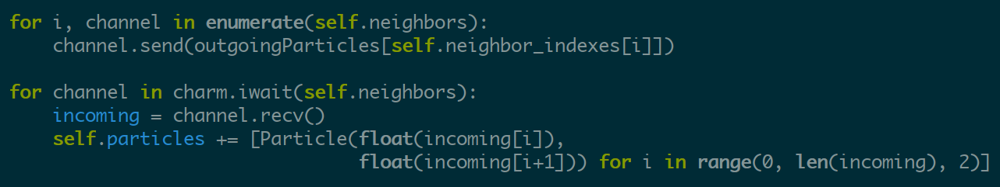 for i, channel in enumerate(self.neighbors):
    channel.send(outgoingParticles[self.neighbor_indexes[i]])

for channel in charm.iwait(self.neighbors):
    incoming = channel.recv()
    self.particles += [Particle(float(incoming[i]),
                                float(incoming[i+1])) for i in range(0, len(incoming), 2)]